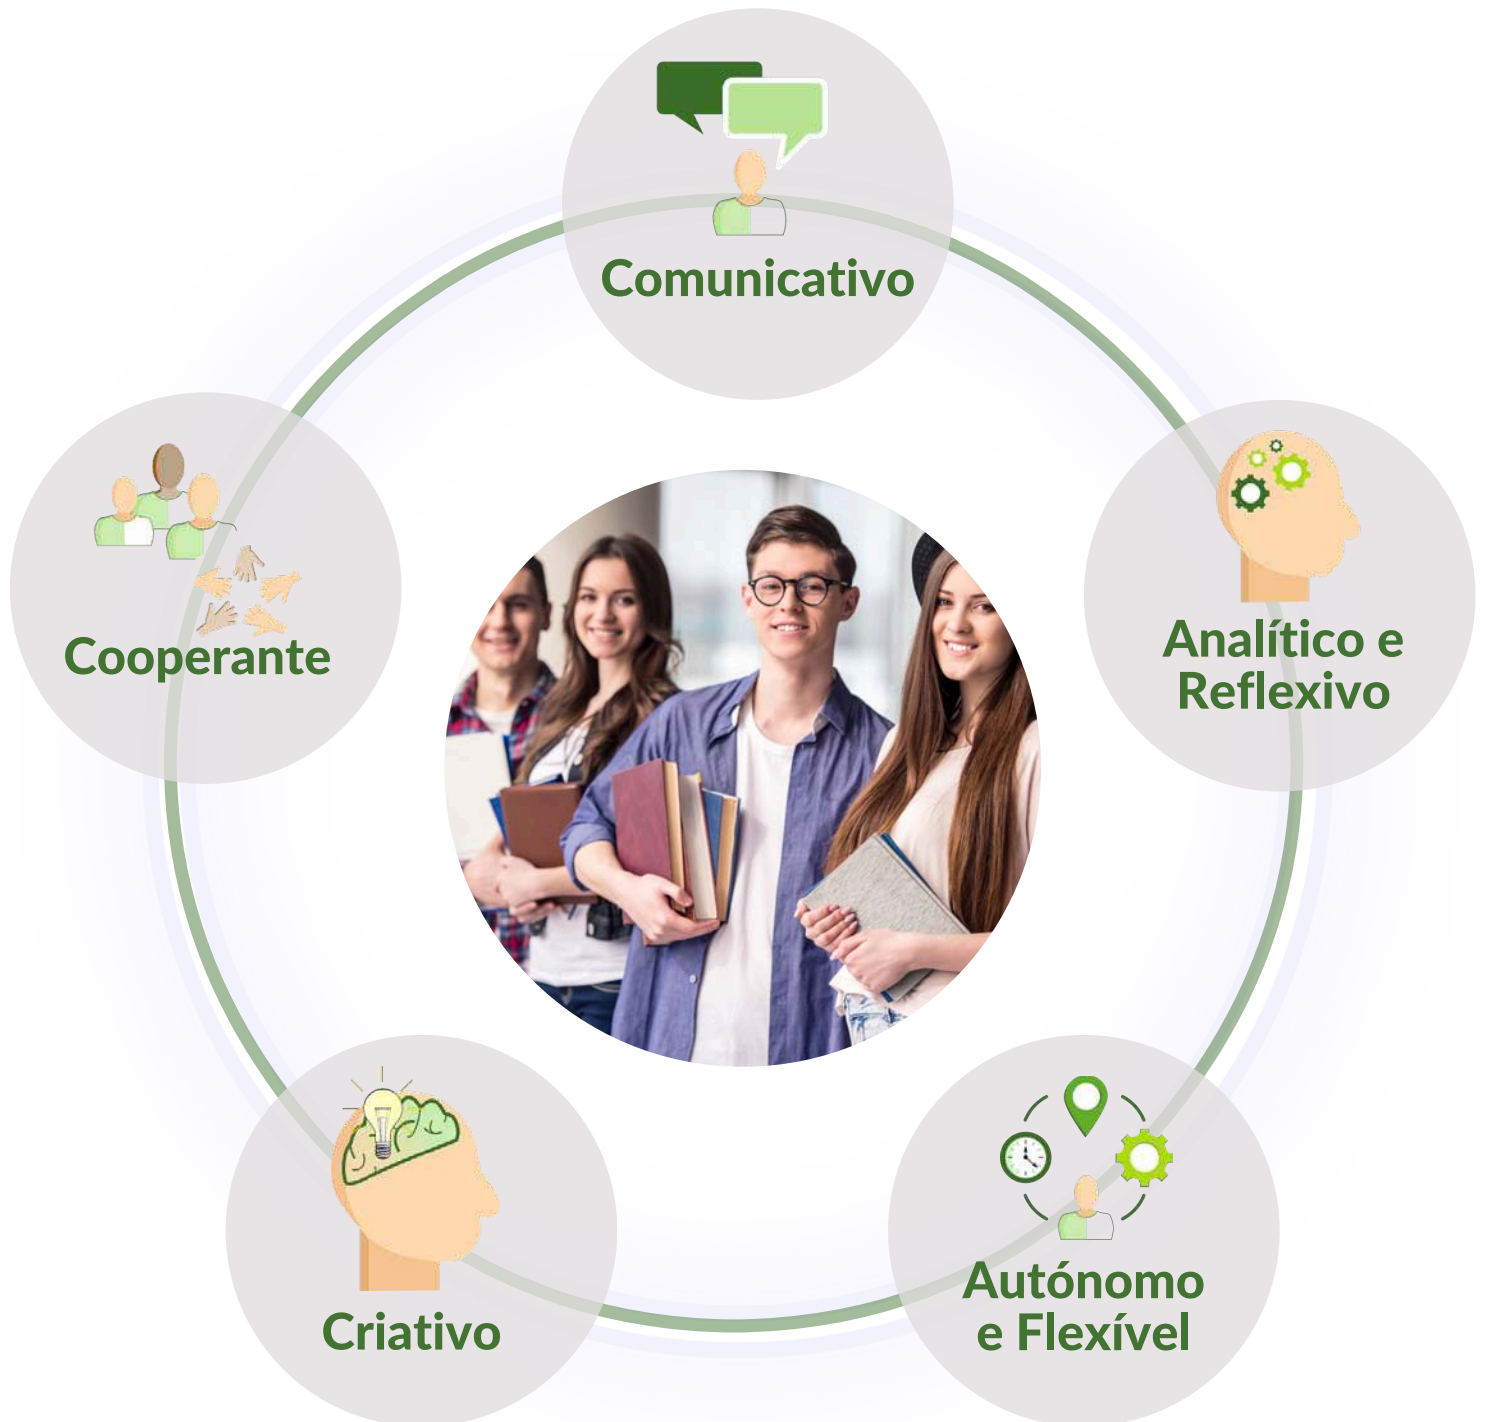 Comunicativo
Cooperante
Analítico e
Reflexivo
Criativo
Autónomo
e Flexível